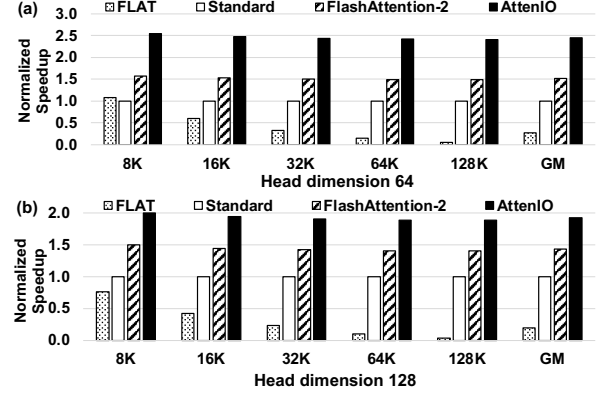 (a) FLAT Standard FlashAttention-2 AttenIO
3.0
2.5
2.0
1.5
1.0
0.5
0.0
Normalized
Speedup
8K 16K 32K 64K 128K GM
Head dimension 64
(b) FLAT Standard FlashAttention-2 AttenIO
2.0
1.5
1.0
0.5
0.0
Normalized
Speedup
8K 16K 32K 64K 128K GM
Head dimension 128